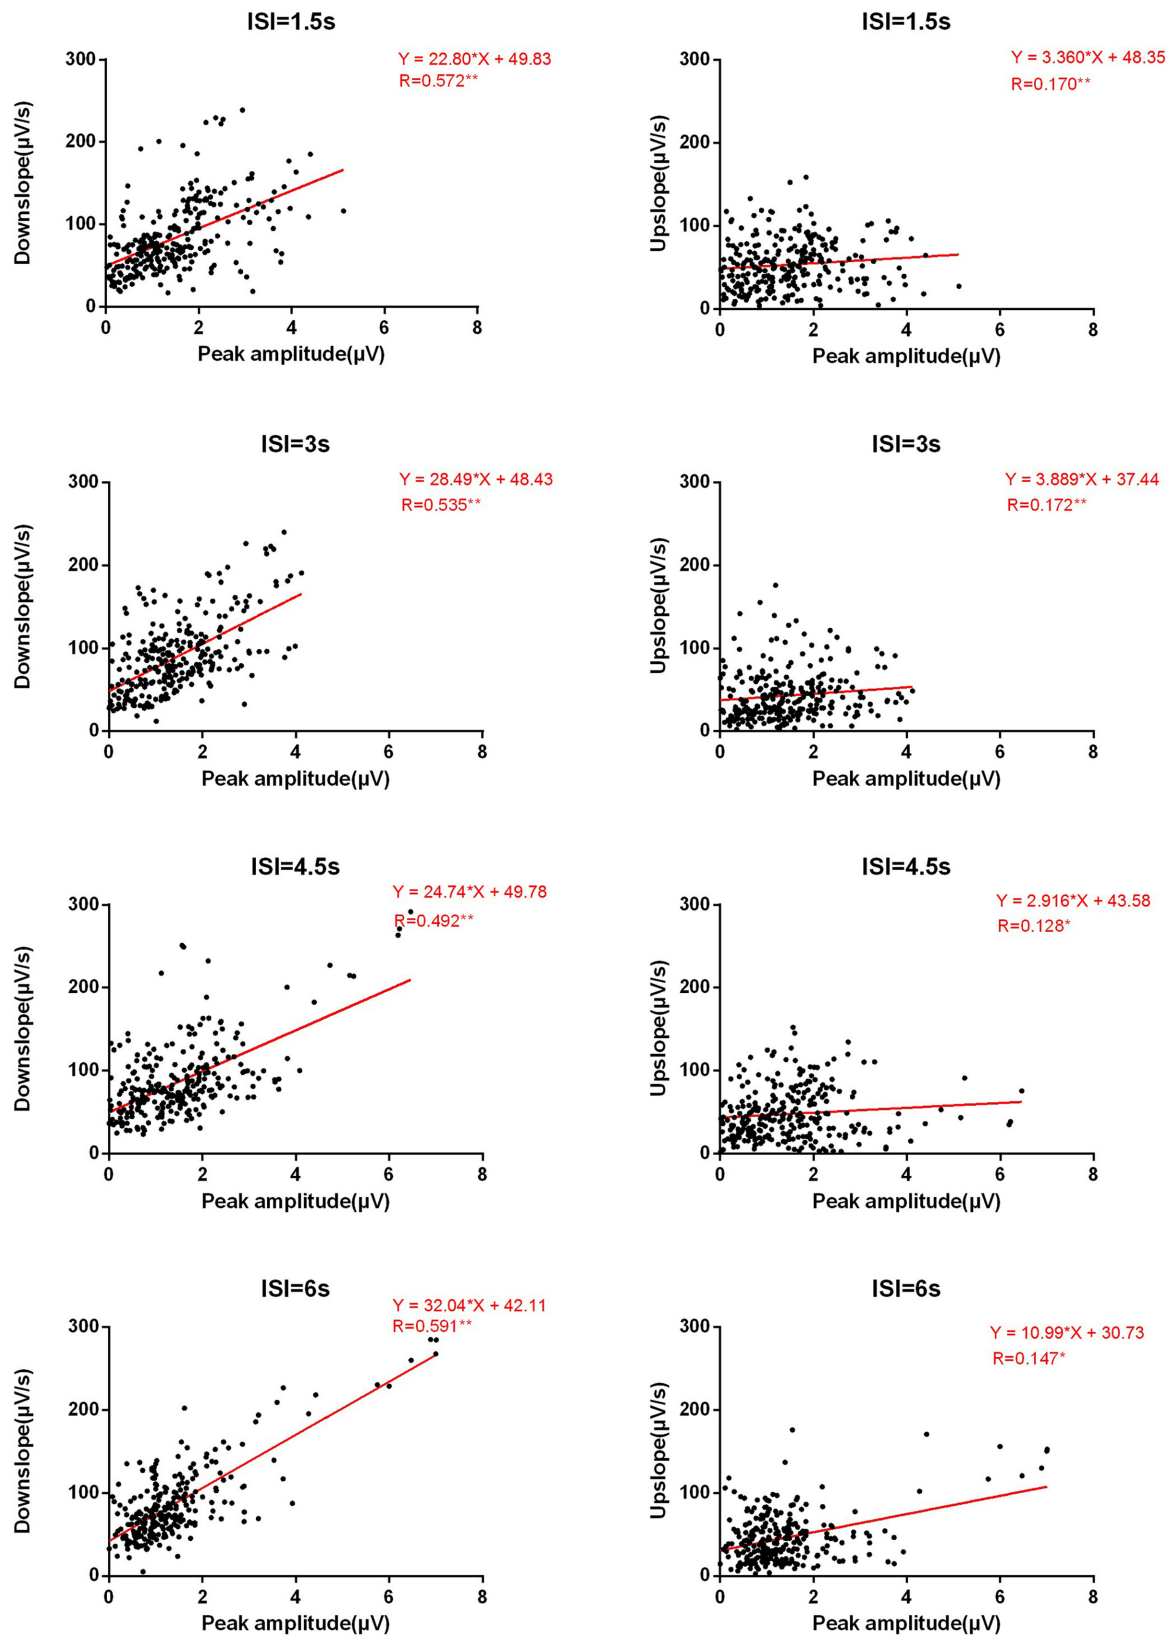 ISI=1.5s
Y = 22.80*X + 49.83
R=0.572**
Downslope(µV/s)
300
200
100
0
0 2 4 6 8
Peak amplitude(µV)
ISI=1.5s
Y = 3.360*X + 48.35
R=0.170**
Upslope(µV/s)
300
200
100
0
0 2 4 6 8
Peak amplitude(µV)
ISI=3s
Y = 28.49*X + 48.43
R=0.535**
Downslope(µV/s)
300
200
100
0
0 2 4 6 8
Peak amplitude(µV)
ISI=3s
Y = 3.889*X + 37.44
R=0.172**
Upslope(µV/s)
300
200
100
0
0 2 4 6 8
Peak amplitude(µV)
ISI=4.5s
Y = 24.74*X + 49.78
R=0.492**
Downslope(µV/s)
300
200
100
0
0 2 4 6 8
Peak amplitude(µV)
ISI=4.5s
Y = 2.916*X + 43.58
R=0.128*
Upslope(µV/s)
300
200
100
0
0 2 4 6 8
Peak amplitude(µV)
ISI=6s
Y = 32.04*X + 42.11
R=0.591**
Downslope(µV/s)
300
200
100
0
0 2 4 6 8
Peak amplitude(µV)
ISI=6s
Y = 10.99*X + 30.73
R=0.147*
Upslope(µV/s)
300
200
100
0
0 2 4 6 8
Peak amplitude(µV)